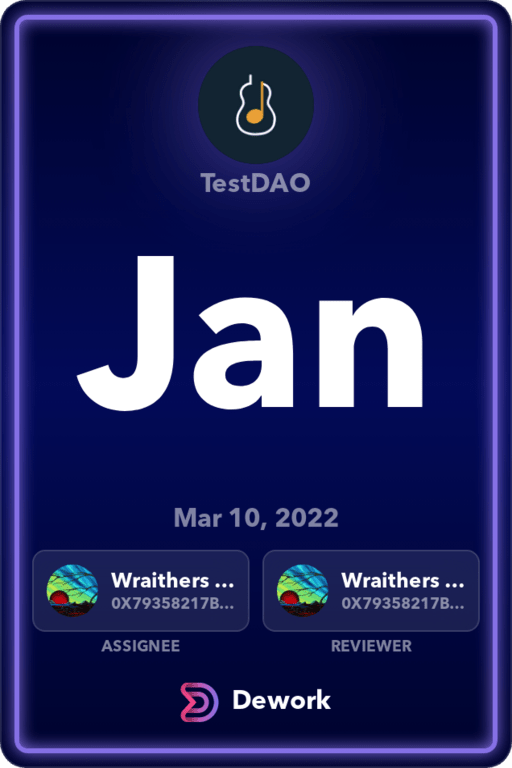 TestDAO
Jan
Mar 10, 2022
Wraithers ...
0X79358217B...
Wraithers ...
0X79358217B...
ASSIGNEE
REVIEWER
Dework